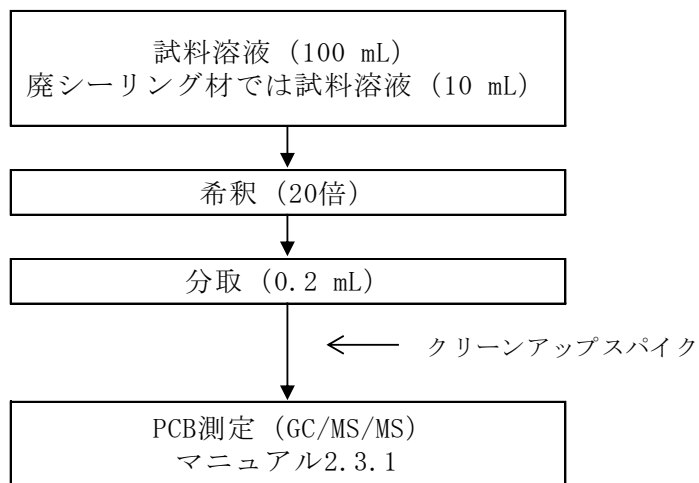 試料溶液 (100 mL)
廃シーリング材では試料溶液 (10 mL)
希釈 (20倍)
分取 (0.2 mL)
クリーンアップスパイク
PCB測定 (GC/MS/MS)
マニュアル2.3.1